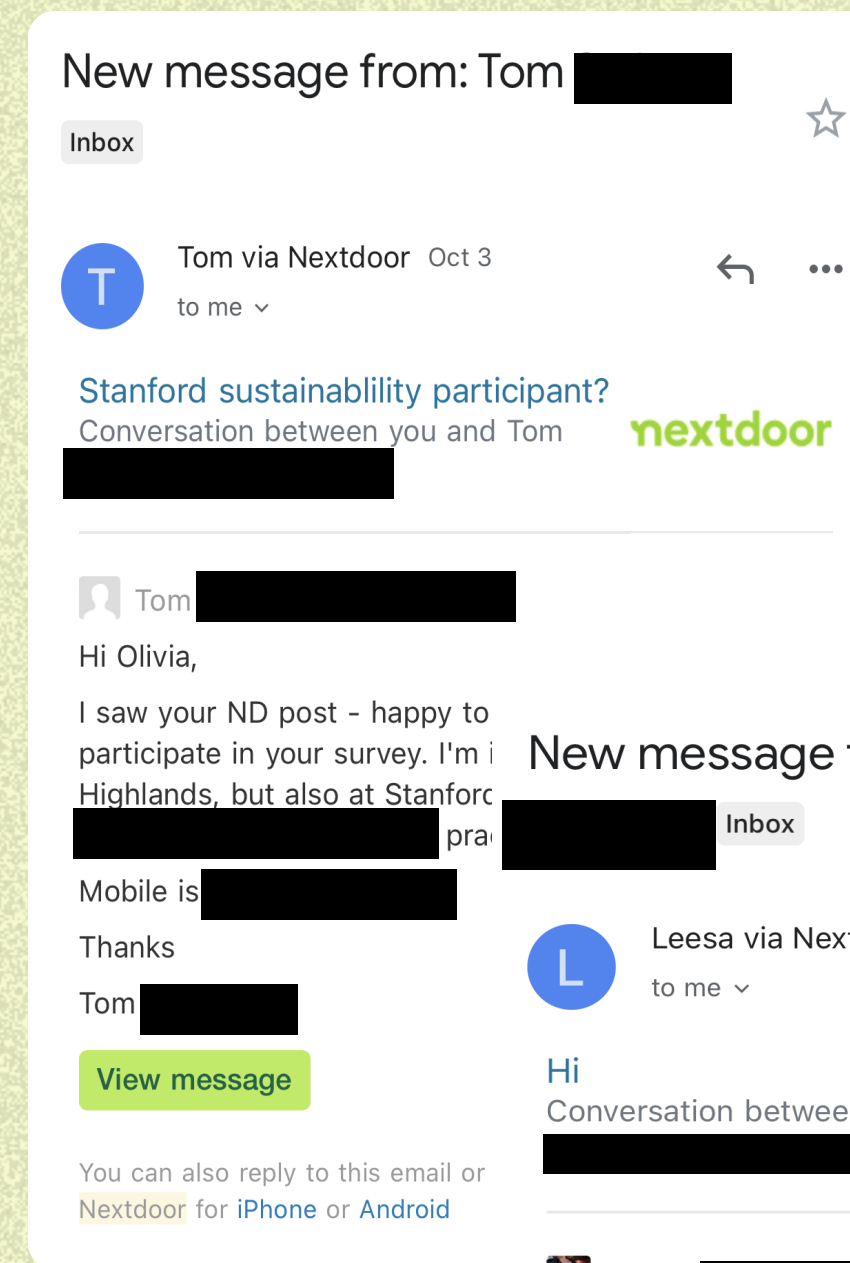 New message from: Tom
Inbox
T
Tom via Nextdoor Oct 3
to me
Stanford sustainablility participant?
Conversation between you and Tom
nextdoor
Tom
Hi Olivia,
I saw your ND post - happy to
participate in your survey. I'm
Highlands, but also at Stanford
Mobile is
Thanks
Tom
View message
You can also reply to this email or
Nextdoor for iPhone or Android
New message
Inbox
L
Leesa via
to me
Hi
Conversation